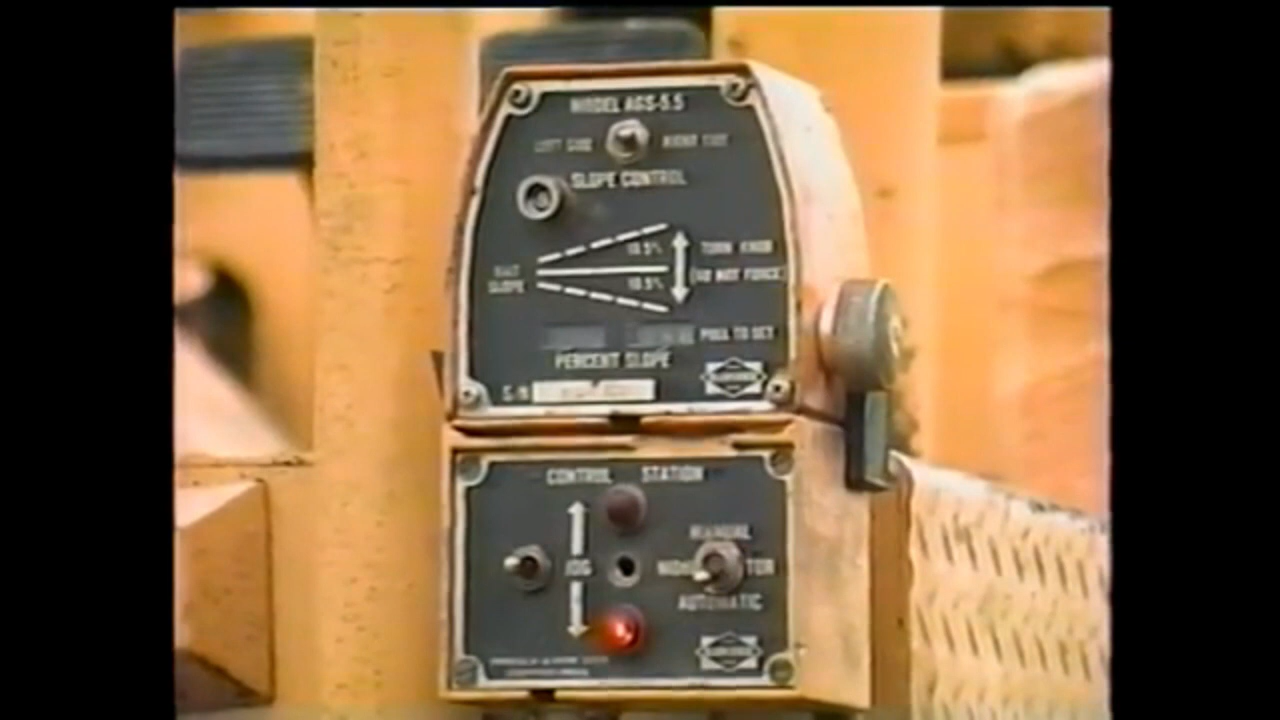 MODEL AGS-5.5
LEFT SIDE RIGHT SIDE
SLOPE CONTROL
10.5%
TURN KNOB
SLOPE
10.5%
(DO NOT FORCE)
PULL TO SET
PERCENT SLOPE
S/N
CONTROL STATION
MANUAL
JOG
AUTOMATIC